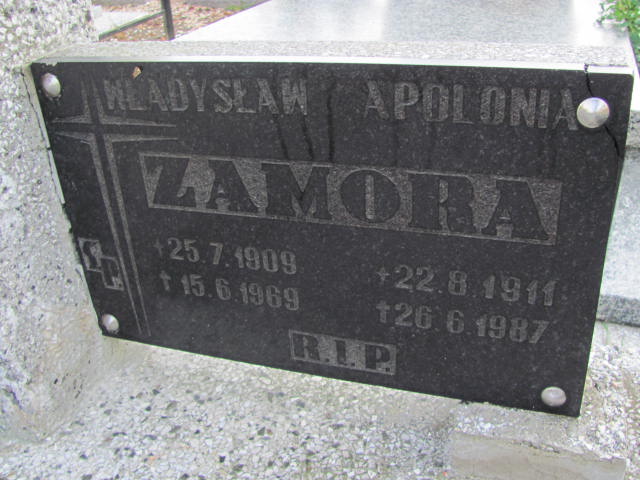 WŁADYSŁAW APOLONIA
ZAMORA
+25.7.1909 +22.8.1911
†15.6.1969 †26.6.1987
R.I.P.